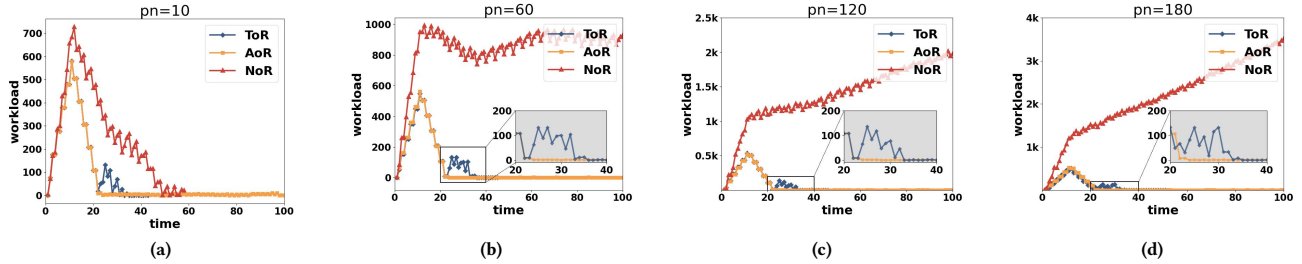 pn=10
700
600
500
400
300
200
100
0
workload
0 20 40 60 80 100
time
ToR
AoR
NoR
(a)
pn=60
1000
800
600
400
200
0
workload
0 20 40 60 80 100
time
ToR
AoR
NoR
200
100
0
20 30 40
(b)
pn=120
2.5k
2k
1.5k
1k
0.5k
workload
0 20 40 60 80 100
time
ToR
AoR
NoR
200
100
0
20 30 40
(c)
pn=180
4k
3k
2k
1k
workload
0 20 40 60 80 100
time
ToR
AoR
NoR
200
100
0
20 30 40
(d)